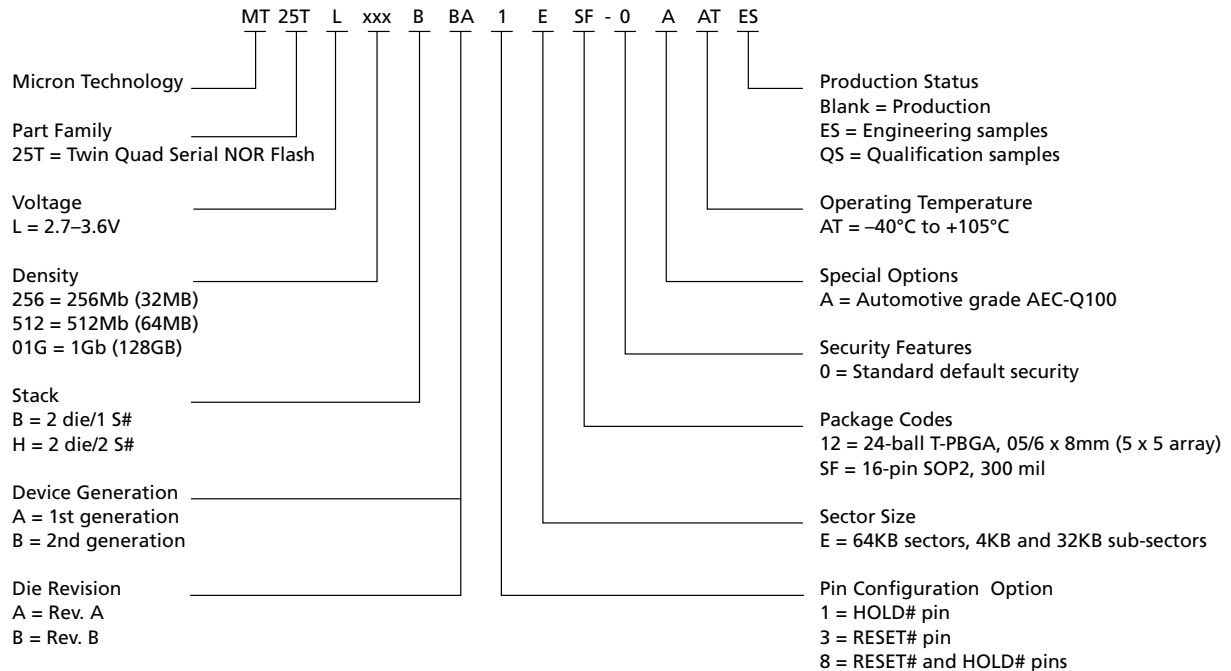 MT 25T L xxx B BA 1 E SF - 0 A AT ES
Micron Technology
Part Family
25T = Twin Quad Serial NOR Flash
Voltage
L = 2.7–3.6V
Density
256 = 256Mb (32MB)
512 = 512Mb (64MB)
01G = 1Gb (128GB)
Stack
B = 2 die/1 S#
H = 2 die/2 S#
Device Generation
A = 1st generation
B = 2nd generation
Die Revision
A = Rev. A
B = Rev. B
Production Status
Blank = Production
ES = Engineering samples
QS = Qualification samples
Operating Temperature
AT = –40°C to +105°C
Special Options
A = Automotive grade AEC-Q100
Security Features
0 = Standard default security
Package Codes
12 = 24-ball T-PBGA, 05/6 x 8mm (5 x 5 array)
SF = 16-pin SOP2, 300 mil
Sector Size
E = 64KB sectors, 4KB and 32KB sub-sectors
Pin Configuration Option
1 = HOLD# pin
3 = RESET# pin
8 = RESET# and HOLD# pins